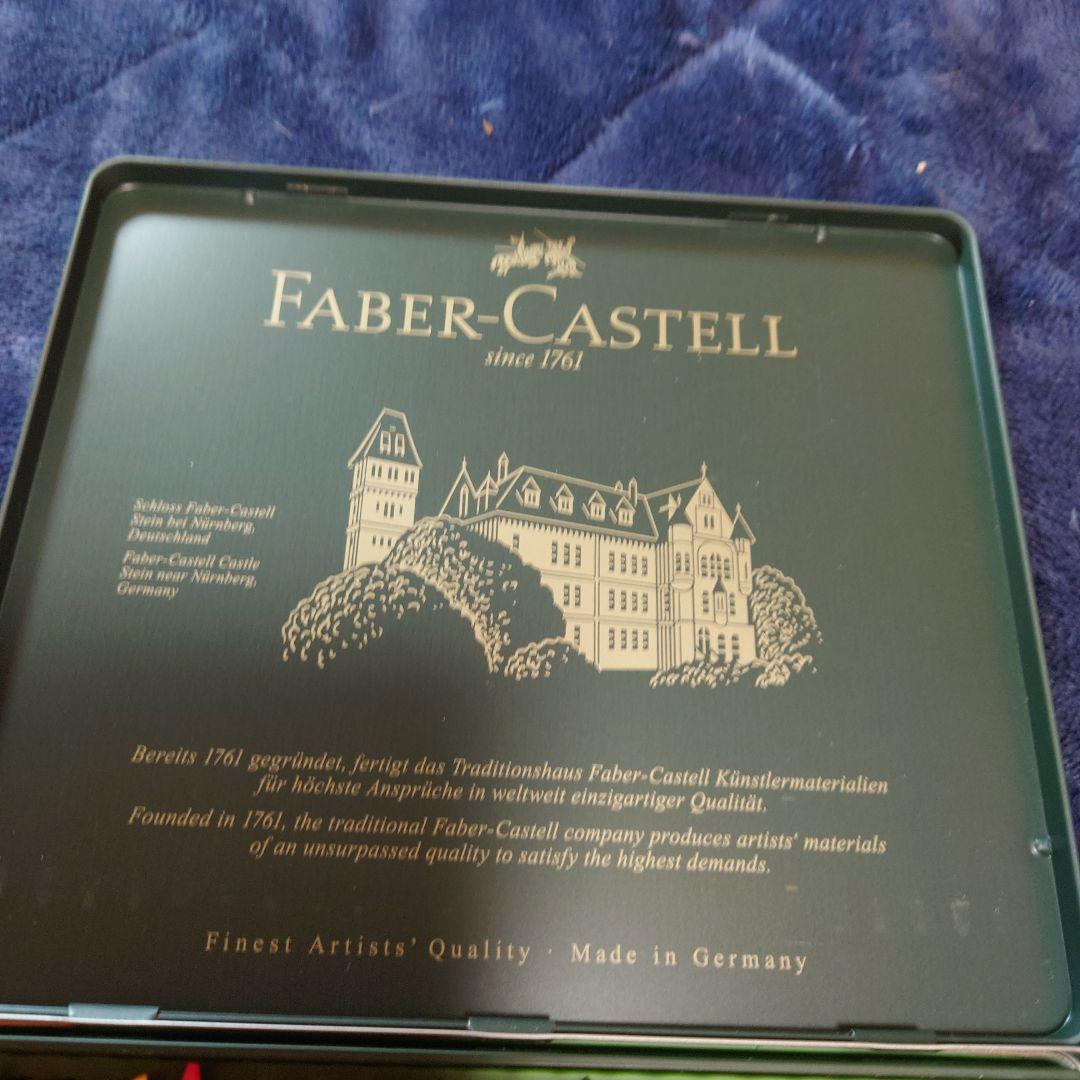 FABER-CASTELL
since 1761
Schloss Faber-Castell
Stein bei Nürnberg,
Deutschland
Faber-Castell Castle
Stein near Nürnberg,
Germany
Bereits 1761 gegründet, fertigt das Traditionshaus Faber-Castell Künstlermaterialien
für höchste Ansprüche in weltweit einzigartiger Qualität.
Founded in 1761, the traditional Faber-Castell company produces artists' materials
of an unsurpassed quality to satisfy the highest demands.
Finest Artists' Quality · Made in Germany